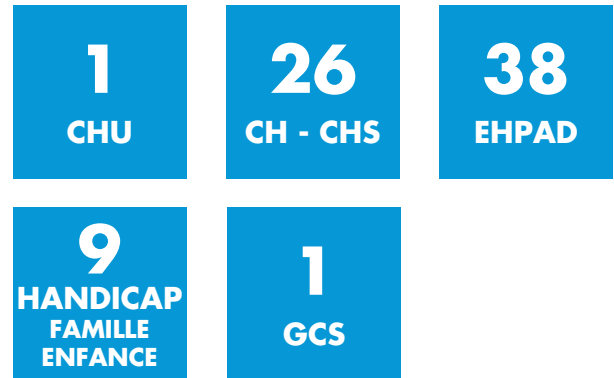 1
CHU
26
CH - CHS
38
EHPAD
9
HANDICAP
FAMILLE
ENFANCE
1
GCS